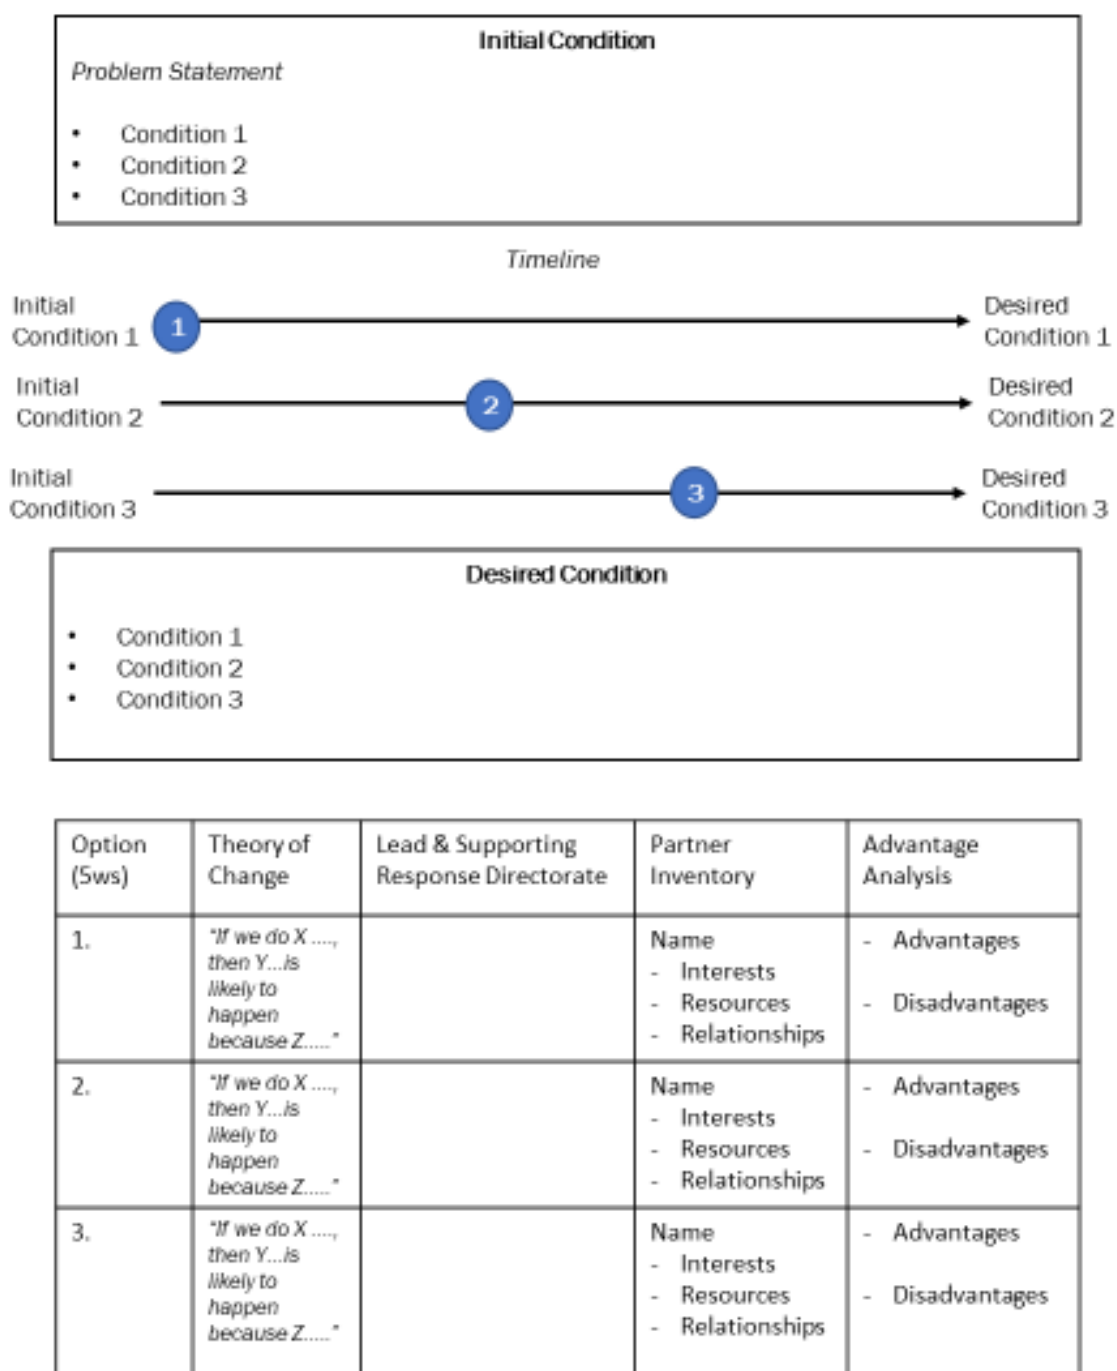 Initial Condition
Problem Statement
• Condition 1
• Condition 2
• Condition 3
Timeline
Initial
Condition 1
1
Desired
Condition 1
Initial
Condition 2
2
Desired
Condition 2
Initial
Condition 3
3
Desired
Condition 3
Desired Condition
• Condition 1
• Condition 2
• Condition 3
Option
(5ws)
Theory of
Change
Lead & Supporting
Response Directorate
Partner
Inventory
Advantage
Analysis
1.
"If we do X ....,
then Y...is
likely to
happen
because Z....."
Name
- Interests
- Resources
- Relationships
- Advantages
- Disadvantages
2.
"If we do X ....,
then Y...is
likely to
happen
because Z....."
Name
- Interests
- Resources
- Relationships
- Advantages
- Disadvantages
3.
"If we do X ....,
then Y...is
likely to
happen
because Z....."
Name
- Interests
- Resources
- Relationships
- Advantages
- Disadvantages